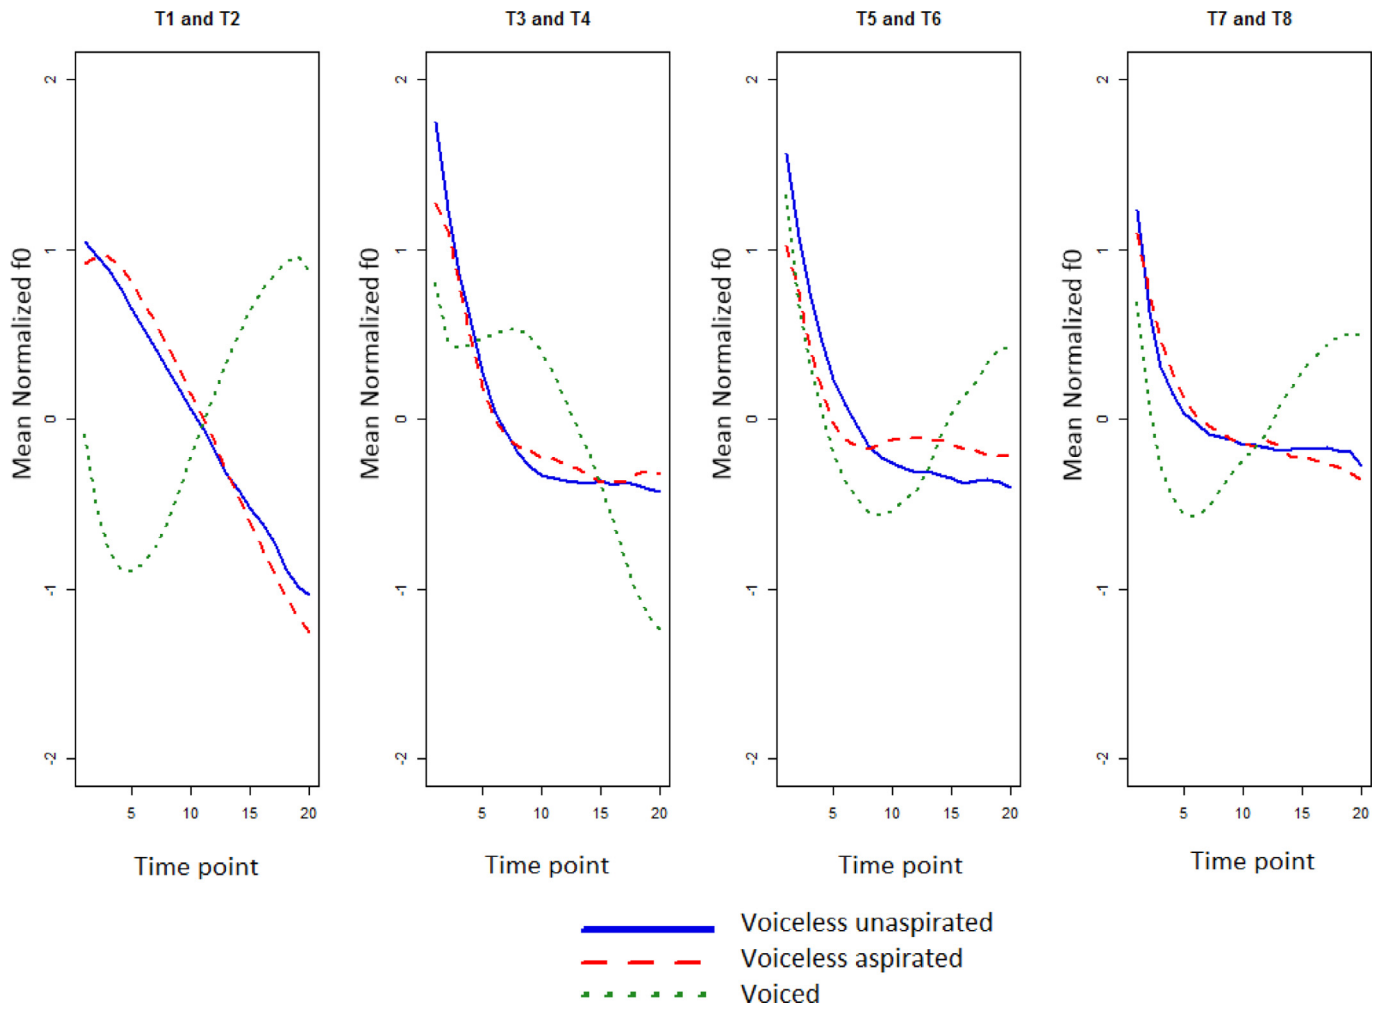 T1 and T2
T3 and T4
T5 and T6
T7 and T8
Mean Normalized f0
2
1
0
-1
-2
5 10 15 20
Time point
Mean Normalized f0
2
1
0
-1
-2
5 10 15 20
Time point
Mean Normalized f0
2
1
0
-1
-2
5 10 15 20
Time point
Mean Normalized f0
2
1
0
-1
-2
5 10 15 20
Time point
Voiceless unaspirated
Voiceless aspirated
Voiced